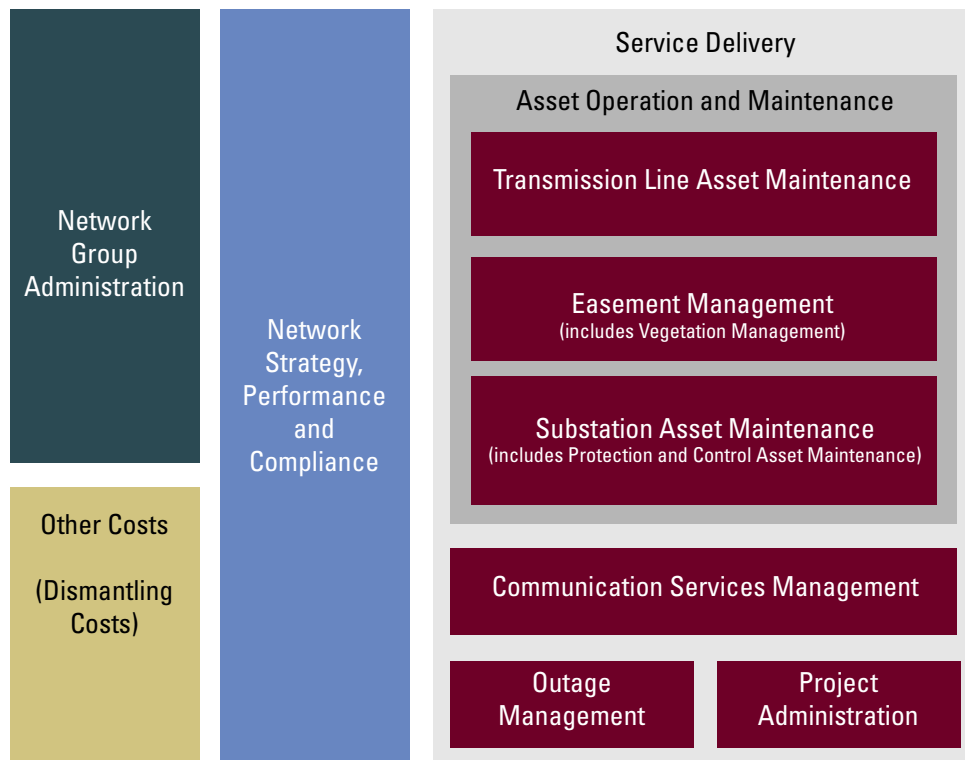 Network
Group
Administration
Other Costs
(Dismantling
Costs)
Network
Strategy,
Performance
and
Compliance
Service Delivery
Asset Operation and Maintenance
Transmission Line Asset Maintenance
Easement Management
(includes Vegetation Management)
Substation Asset Maintenance
(includes Protection and Control Asset Maintenance)
Communication Services Management
Outage
Management
Project
Administration